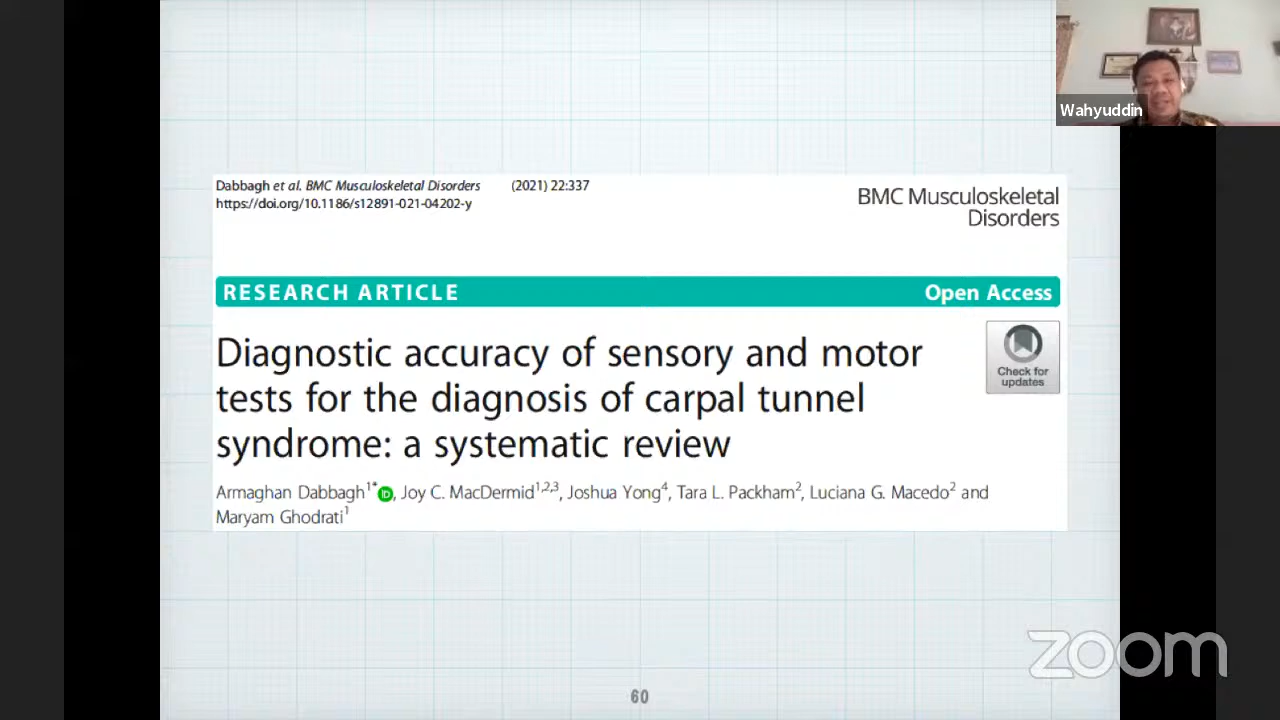 Wahyuddin
Dabbagh et al. BMC Musculoskeletal Disorders (2021) 22:337
https://doi.org/10.1186/s12891-021-04202-y
BMC Musculoskeletal
Disorders
RESEARCH ARTICLE Open Access
Diagnostic accuracy of sensory and motor
tests for the diagnosis of carpal tunnel
syndrome: a systematic review
Check for
updates
Armaghan Dabbagh1* iD, Joy C. MacDermid1,2,3, Joshua Yong4, Tara L. Packham2, Luciana G. Macedo2 and
Maryam Ghodrati1
zoom
60